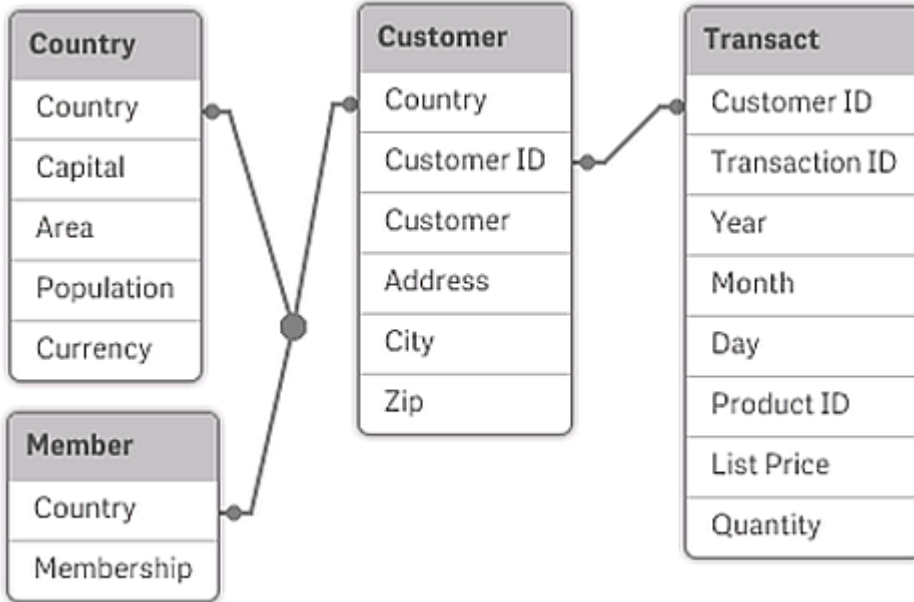 Country
Country
Capital
Area
Population
Currency
Member
Country
Membership
Customer
Country
Customer ID
Customer
Address
City
Zip
Transact
Customer ID
Transaction ID
Year
Month
Day
Product ID
List Price
Quantity